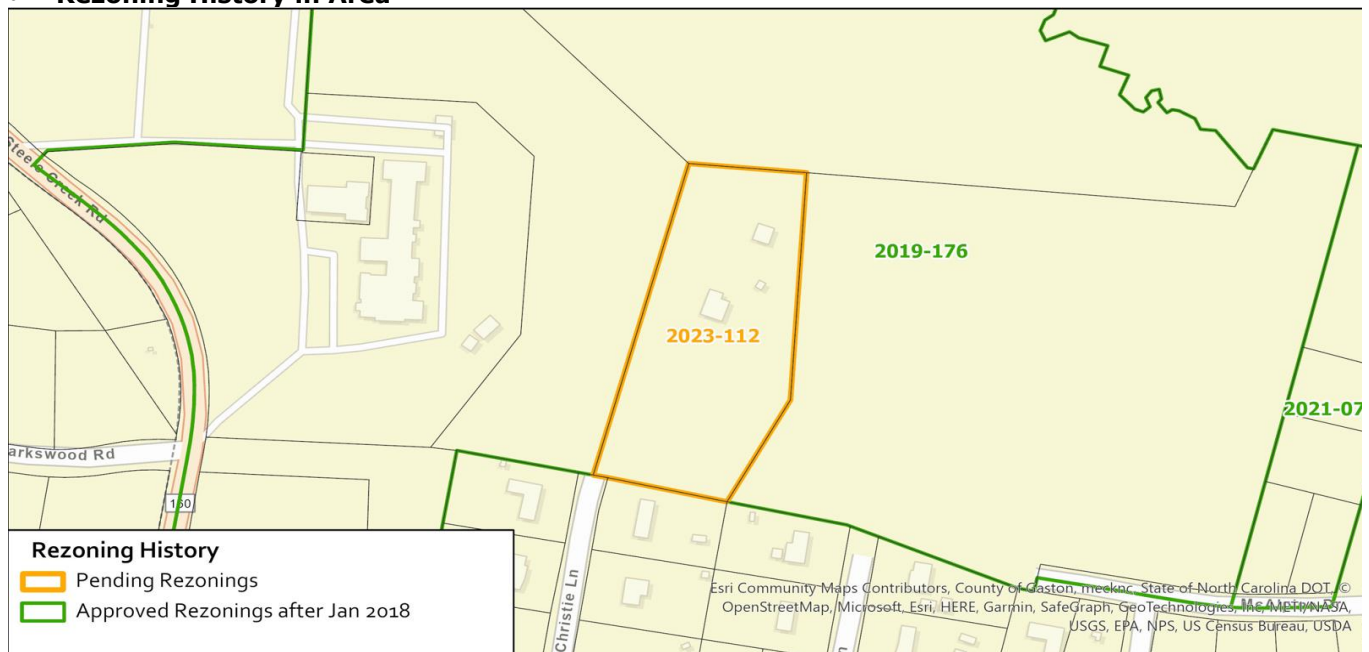 Rezoning History in Area
Steele Creek Rd
2019-176
2023-112
2021-07
arkswood Rd
160
Christie Ln
Rezoning History
Pending Rezonings
Approved Rezonings after Jan 2018
Esri Community Maps Contributors, County of Gaston, mecknc, State of North Carolina DOT, ©
OpenStreetMap, Microsoft, Esri, HERE, Garmin, SafeGraph, GeoTechnologies, Inc, METI/NASA,
USGS, EPA, NPS, US Census Bureau, USDA